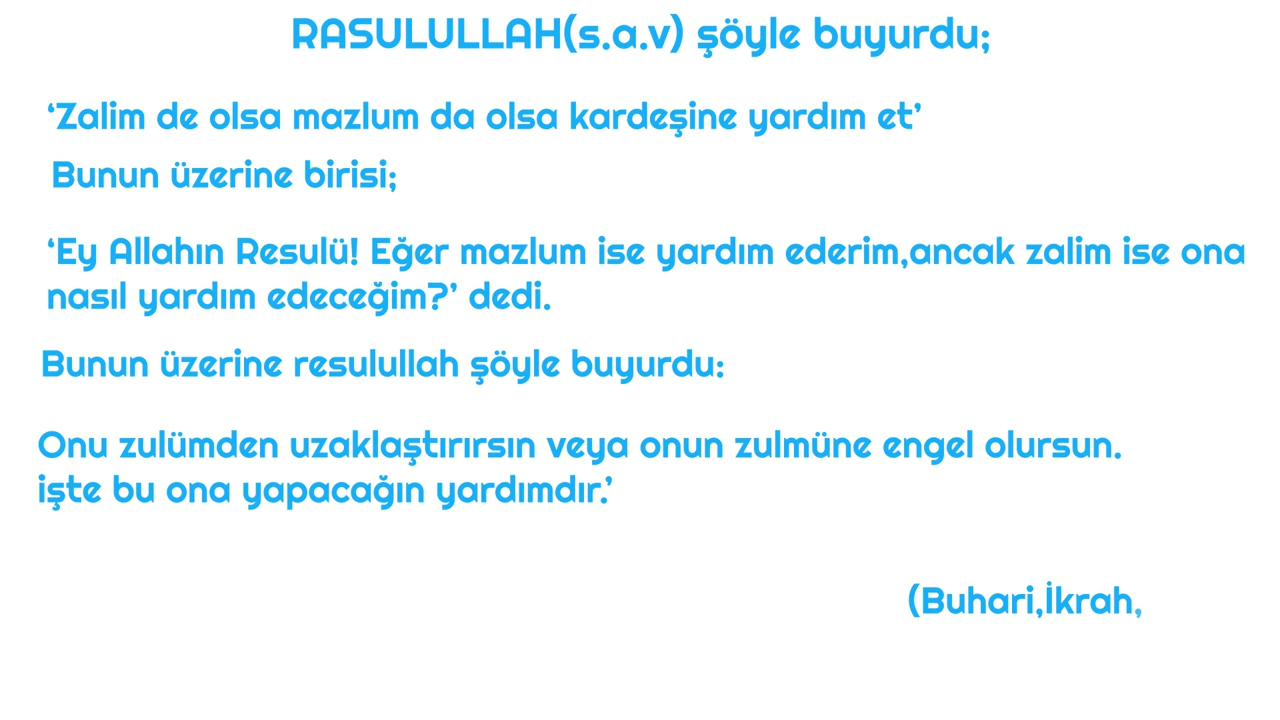 RASULULLAH(s.a.v) şöyle buyurdu;
‘Zalim de olsa mazlum da olsa kardeşine yardım et’
Bunun üzerine birisi;
‘Ey Allahın Resulü! Eğer mazlum ise yardım ederim,ancak zalim ise ona
nasıl yardım edeceğim?’ dedi.
Bunun üzerine resulullah şöyle buyurdu:
Onu zulümden uzaklaştırırsın veya onun zulmüne engel olursun.
işte bu ona yapacağın yardımdır.’
(Buhari,İkrah,